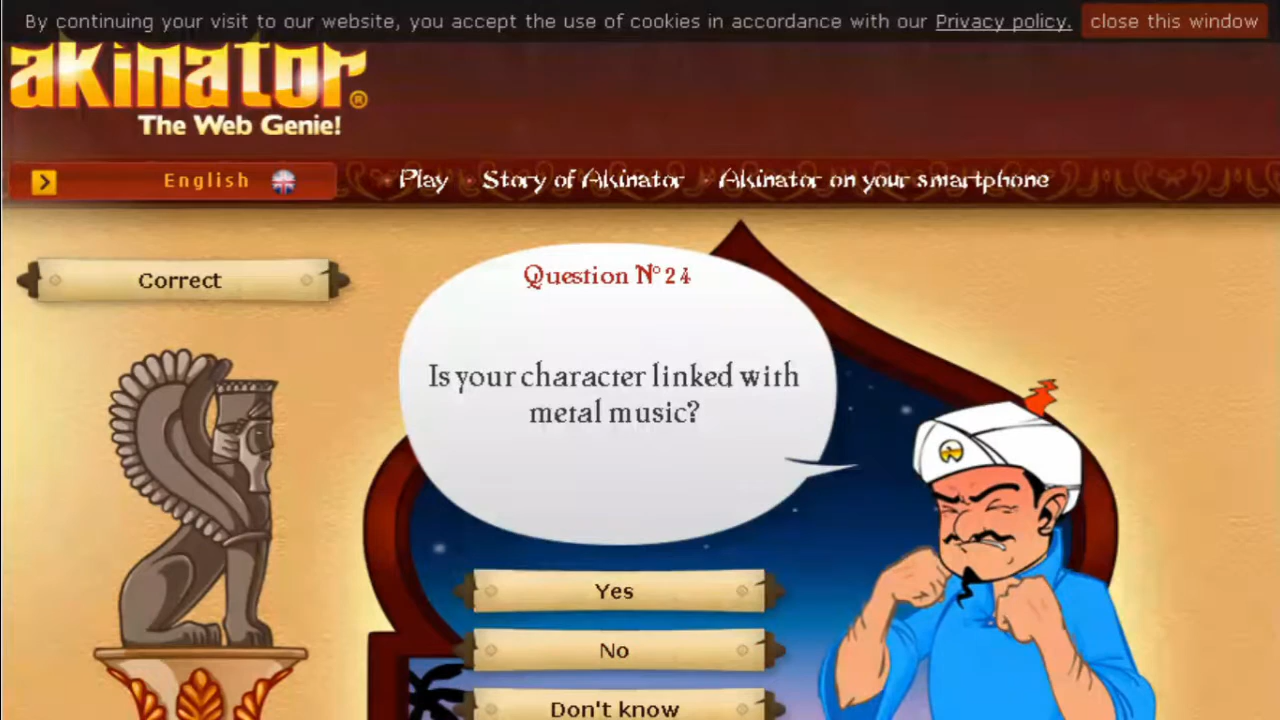 By continuing your visit to our website, you accept the use of cookies in accordance with our Privacy policy. close this window
akinator®
The Web Genie!
English
Play
Story of Akinator
Akinator on your smartphone
Correct
Question N°24
Is your character linked with
metal music?
Yes
No
Don't know